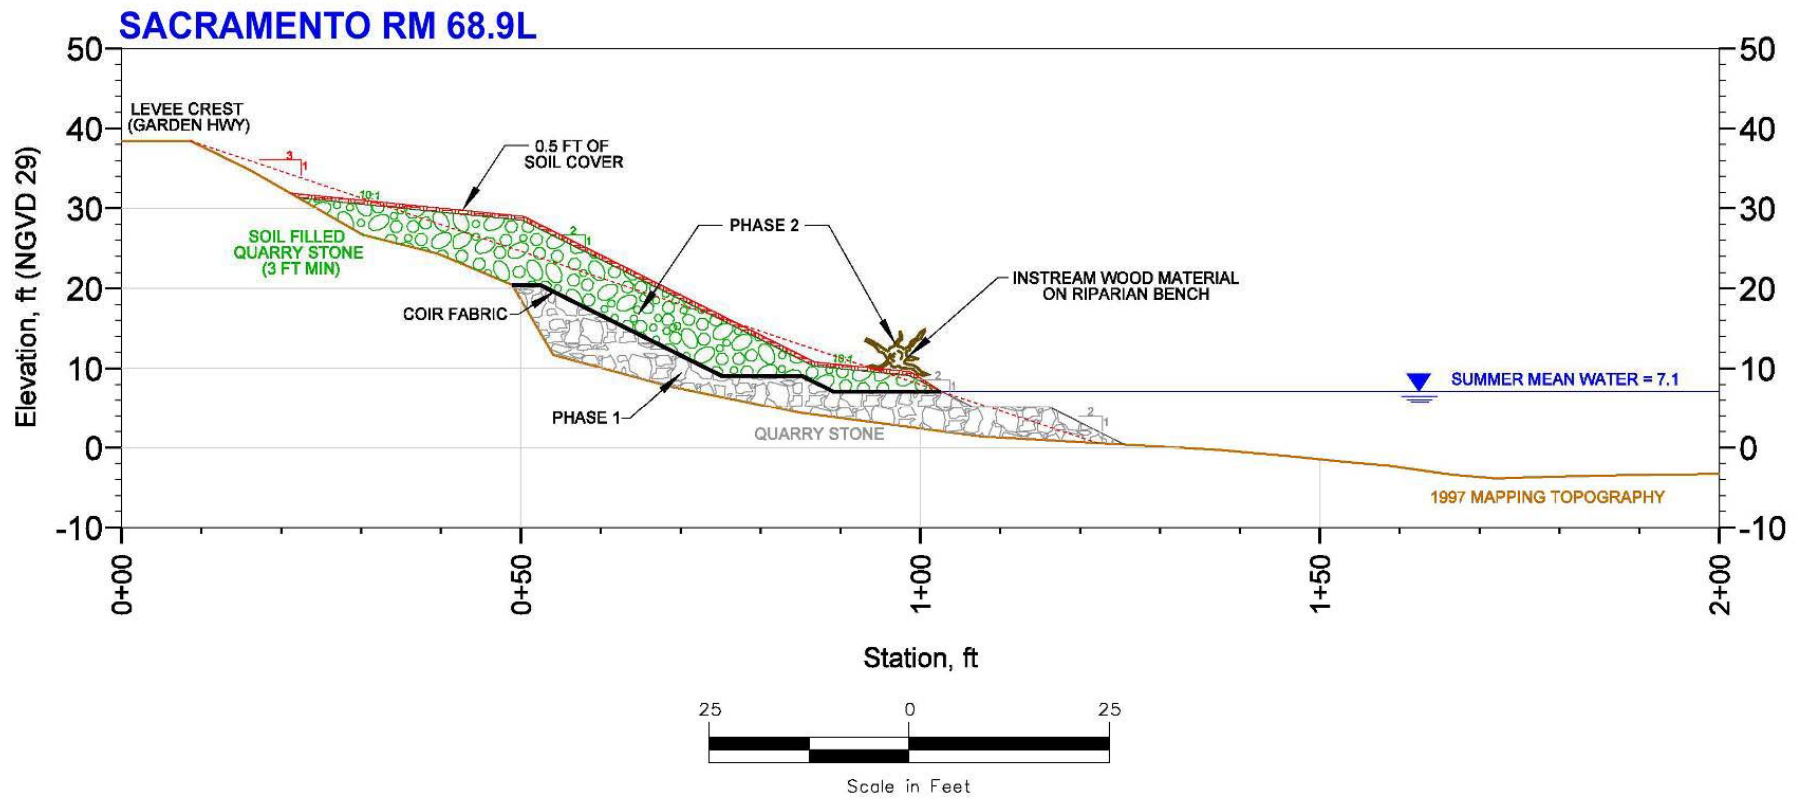 SACRAMENTO RM 68.9L
50
50
LEVEE CREST
(GARDEN HWY)
40
40
0.5 FT OF
SOIL COVER
3
1
10:1
30
30
PHASE 2
SOIL FILLED
QUARRY STONE
(3 FT MIN)
2
1
INSTREAM WOOD MATERIAL
ON RIPARIAN BENCH
20
20
COIR FABRIC
10
10
2
1
SUMMER MEAN WATER = 7.1
PHASE 1
2
1
QUARRY STONE
0
0
1997 MAPPING TOPOGRAPHY
-10
-10
Elevation, ft (NGVD 29)
0+00
0+50
1+00
1+50
2+00
Station, ft
25
0
25
Scale in Feet